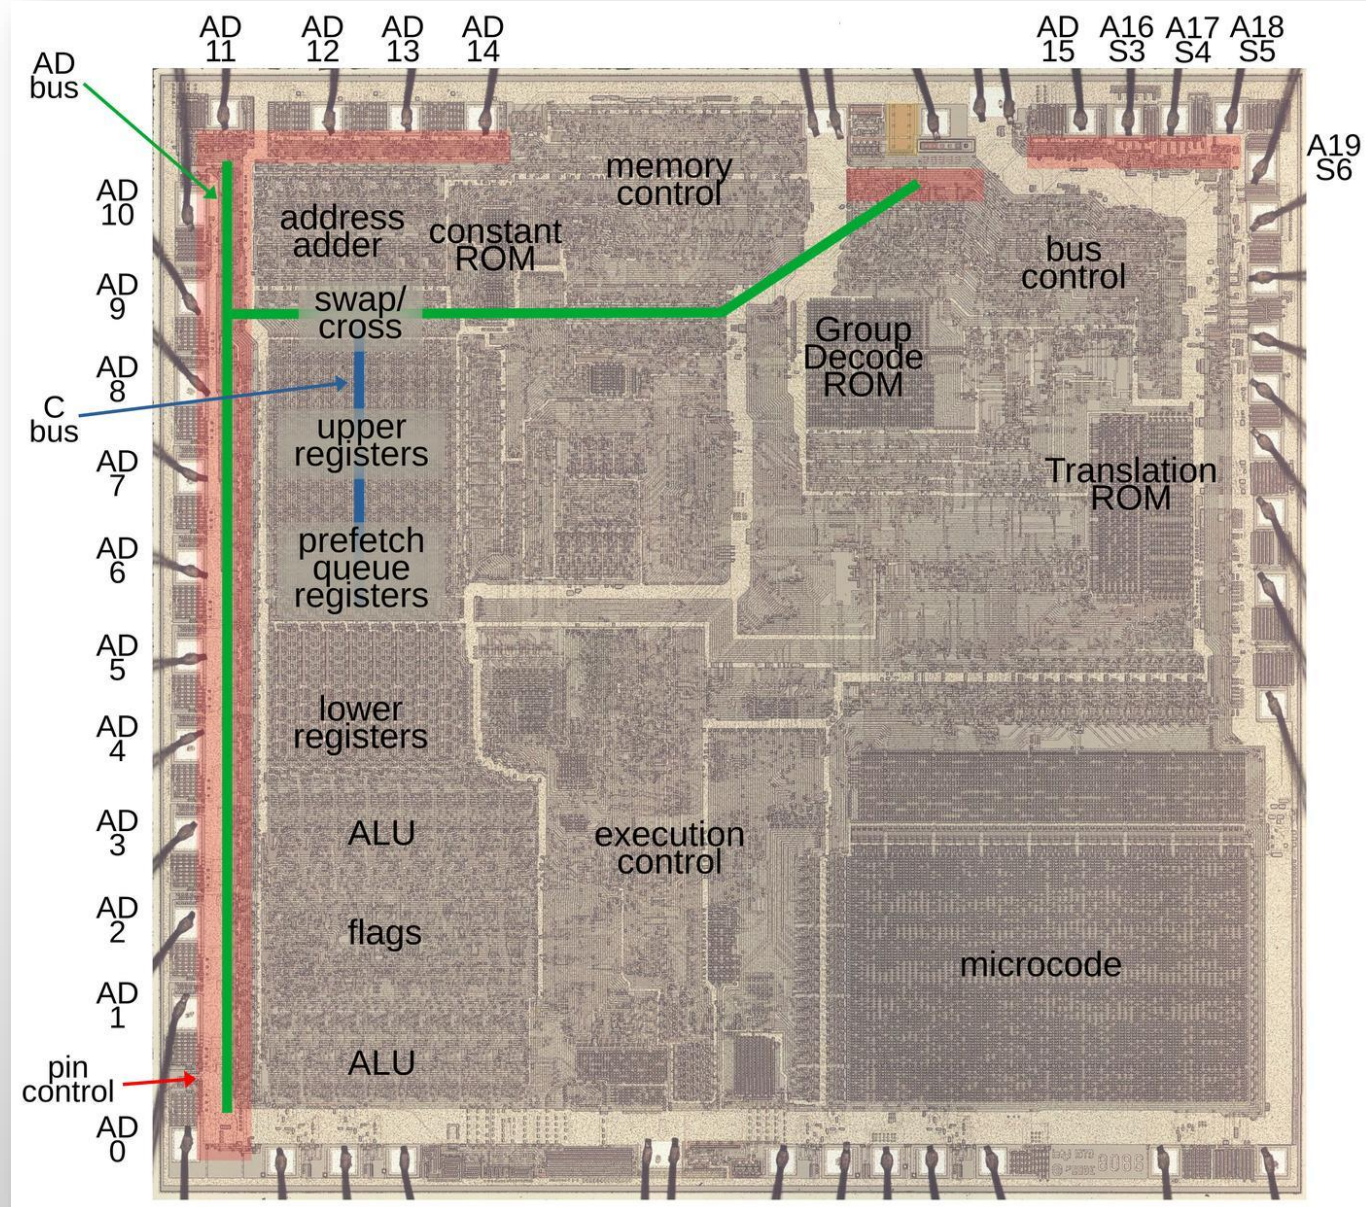 AD
11
AD
12
AD
13
AD
14
AD
15
A16
S3
A17
S4
A18
S5
A19
S6
AD
bus
AD
10
AD
9
AD
8
C
bus
AD
7
AD
6
AD
5
AD
4
AD
3
AD
2
AD
1
pin
control
AD
0
memory
control
address
adder
constant
ROM
bus
control
swap/
cross
Group
Decode
ROM
upper
registers
Translation
ROM
prefetch
queue
registers
lower
registers
ALU
execution
control
flags
microcode
ALU
8086